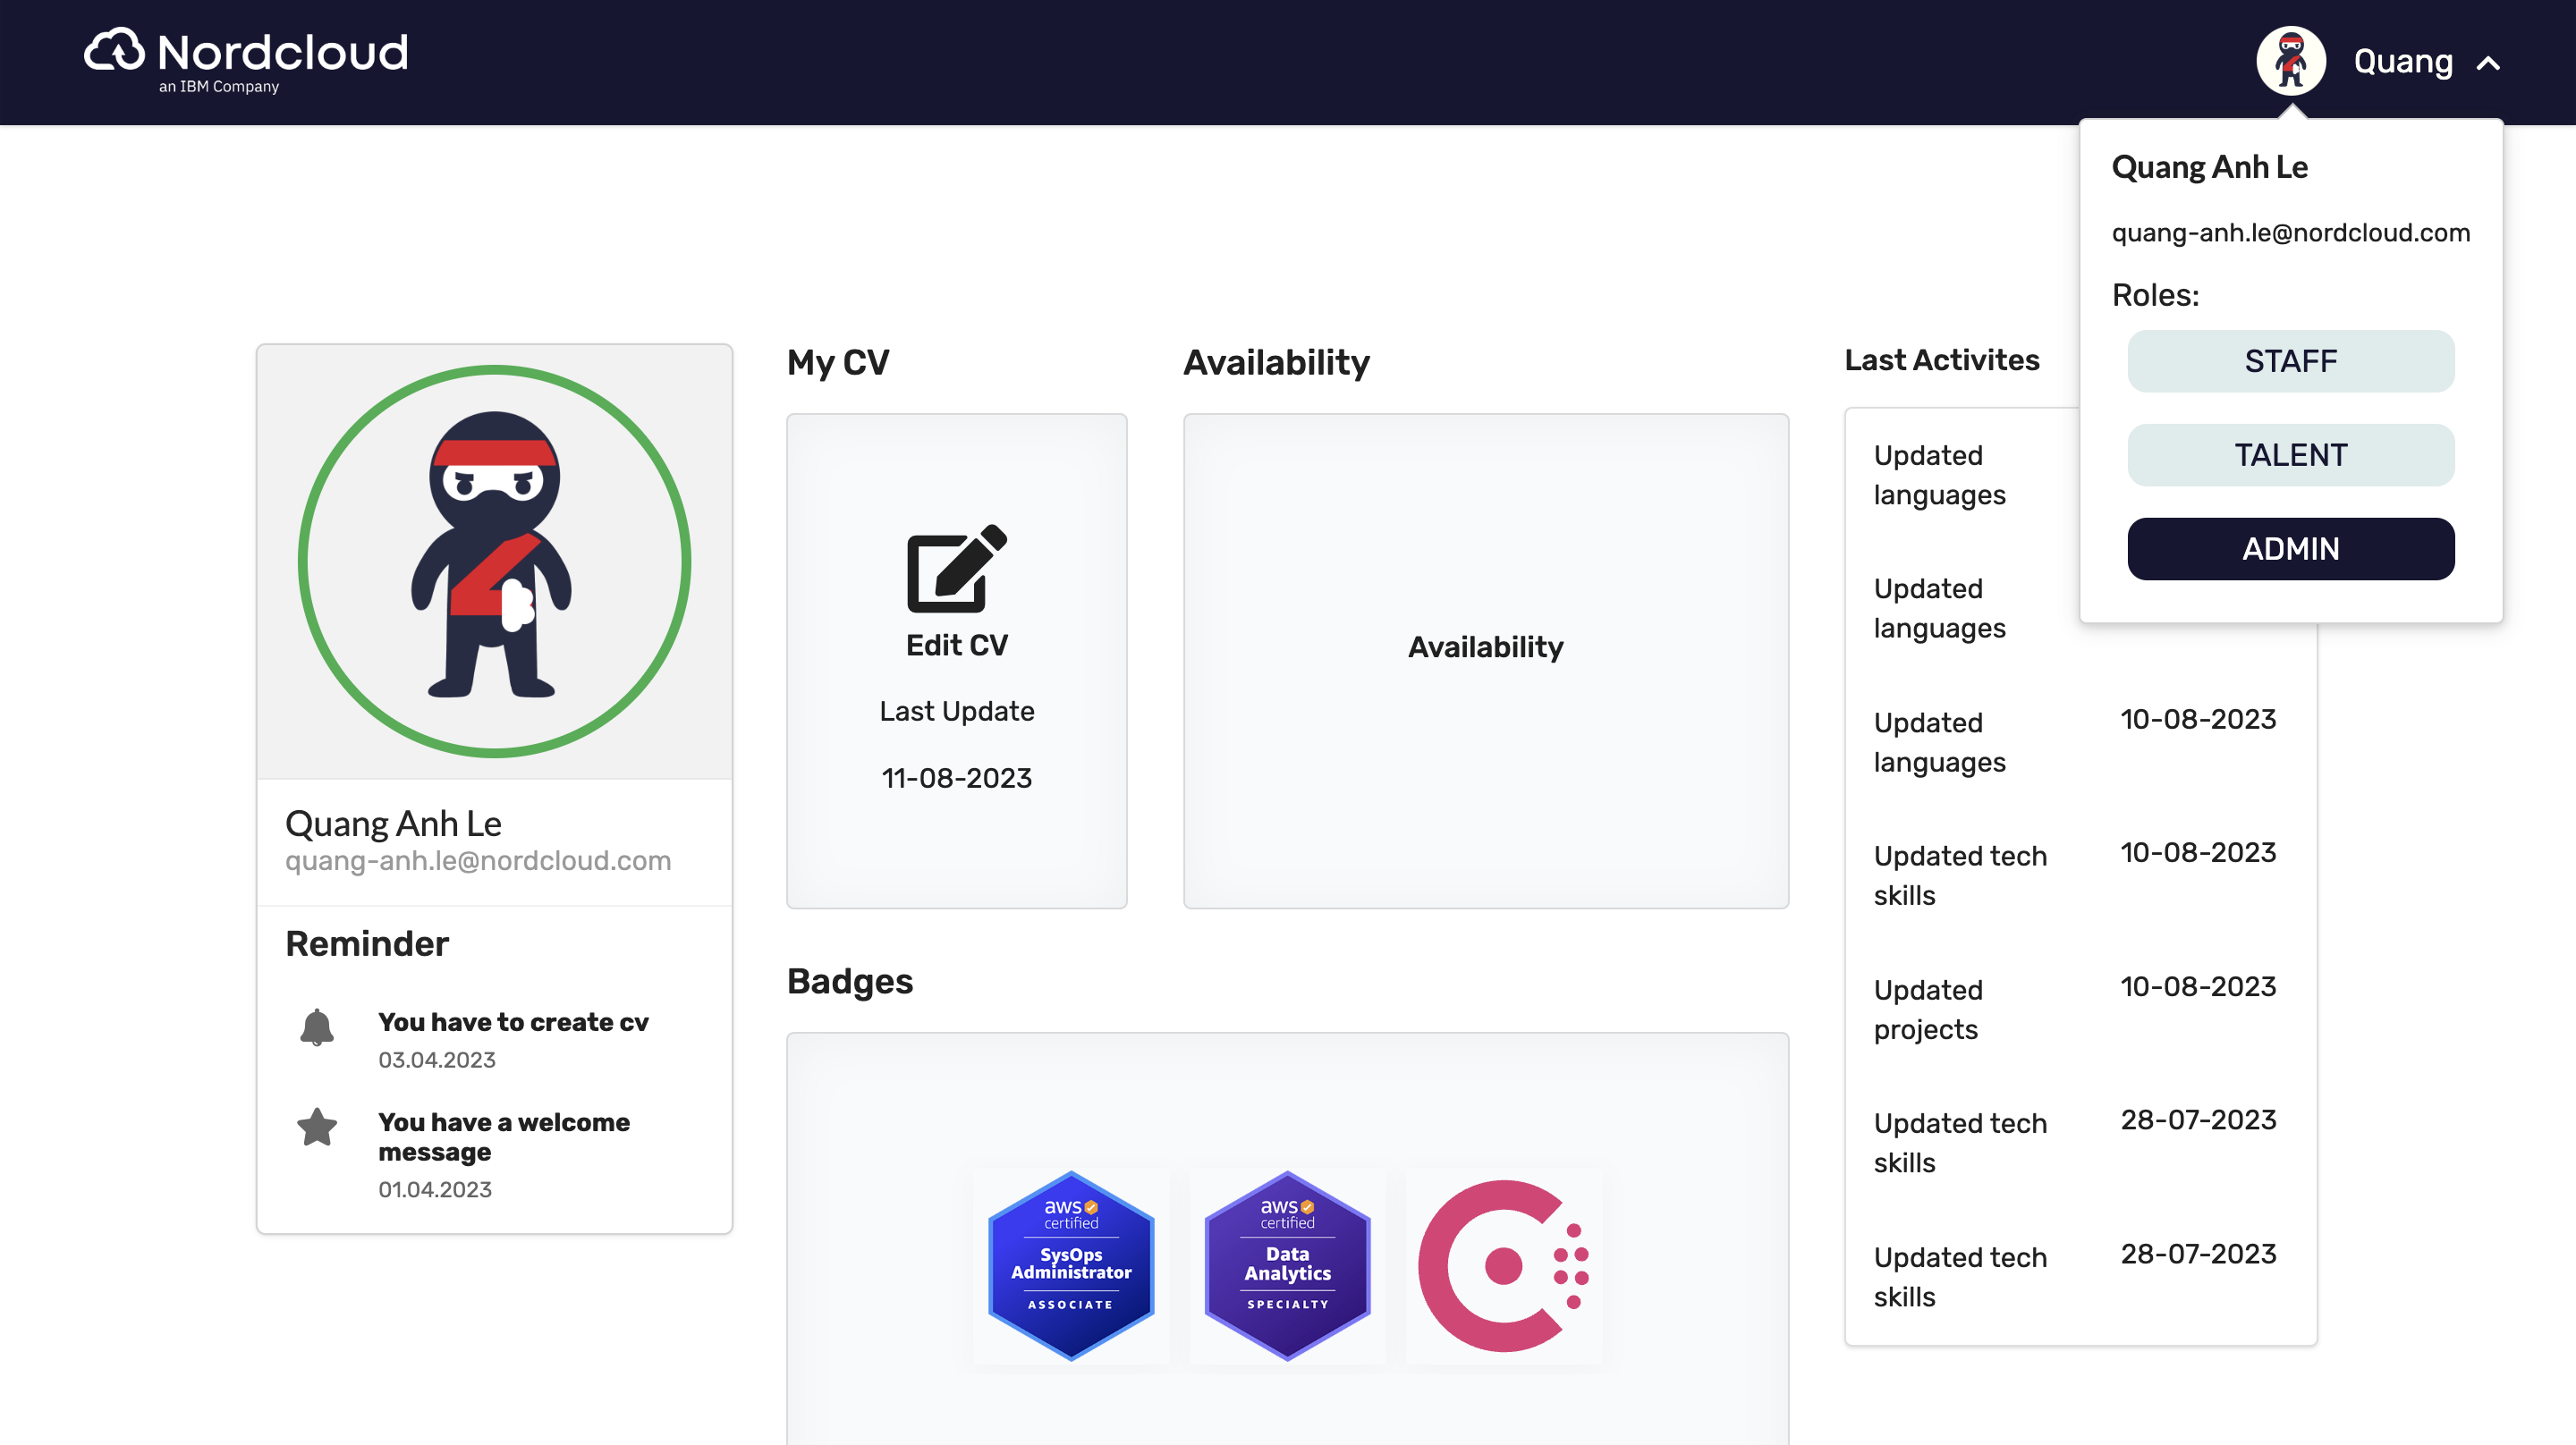 Nordcloud
an IBM Company
Quang
Quang Anh Le
quang-anh.le@nordcloud.com
Roles:
STAFF
TALENT
ADMIN
Quang Anh Le
quang-anh.le@nordcloud.com
Reminder
You have to create cv
03.04.2023
You have a welcome
message
01.04.2023
My CV
Edit CV
Last Update
11-08-2023
Availability
Availability
Badges
aws
certified
SysOps
Administrator
ASSOCIATE
aws
certified
Data
Analytics
SPECIALTY
Last Activites
Updated
languages
Updated
languages
Updated
languages
10-08-2023
Updated tech
skills
10-08-2023
Updated
projects
10-08-2023
Updated tech
skills
28-07-2023
Updated tech
skills
28-07-2023